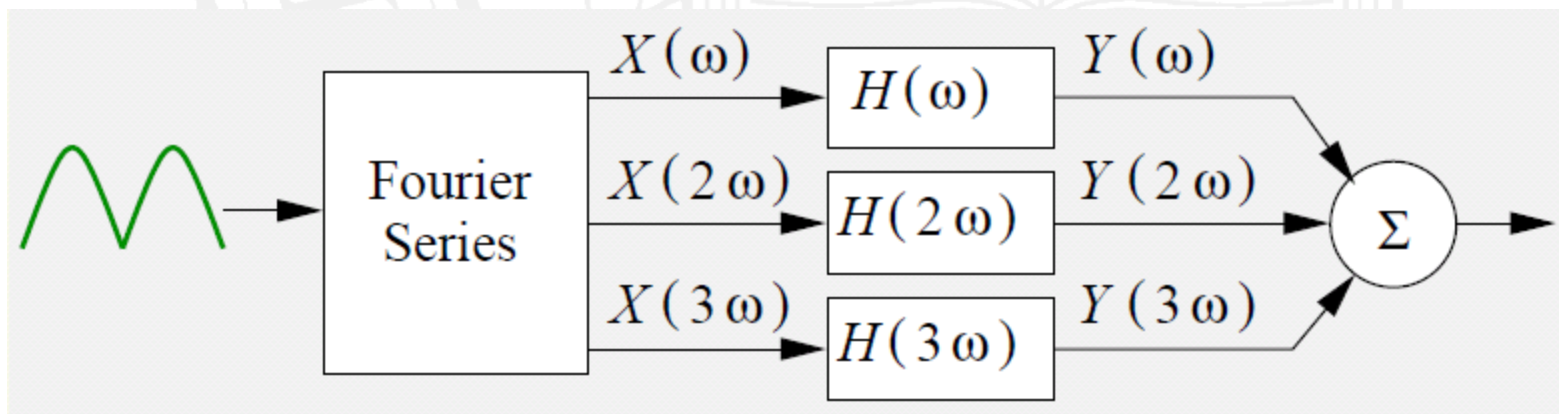 X(ω) H(ω) Y(ω)
Fourier
Series
X(2ω) H(2ω) Y(2ω)
Σ
X(3ω) H(3ω) Y(3ω)